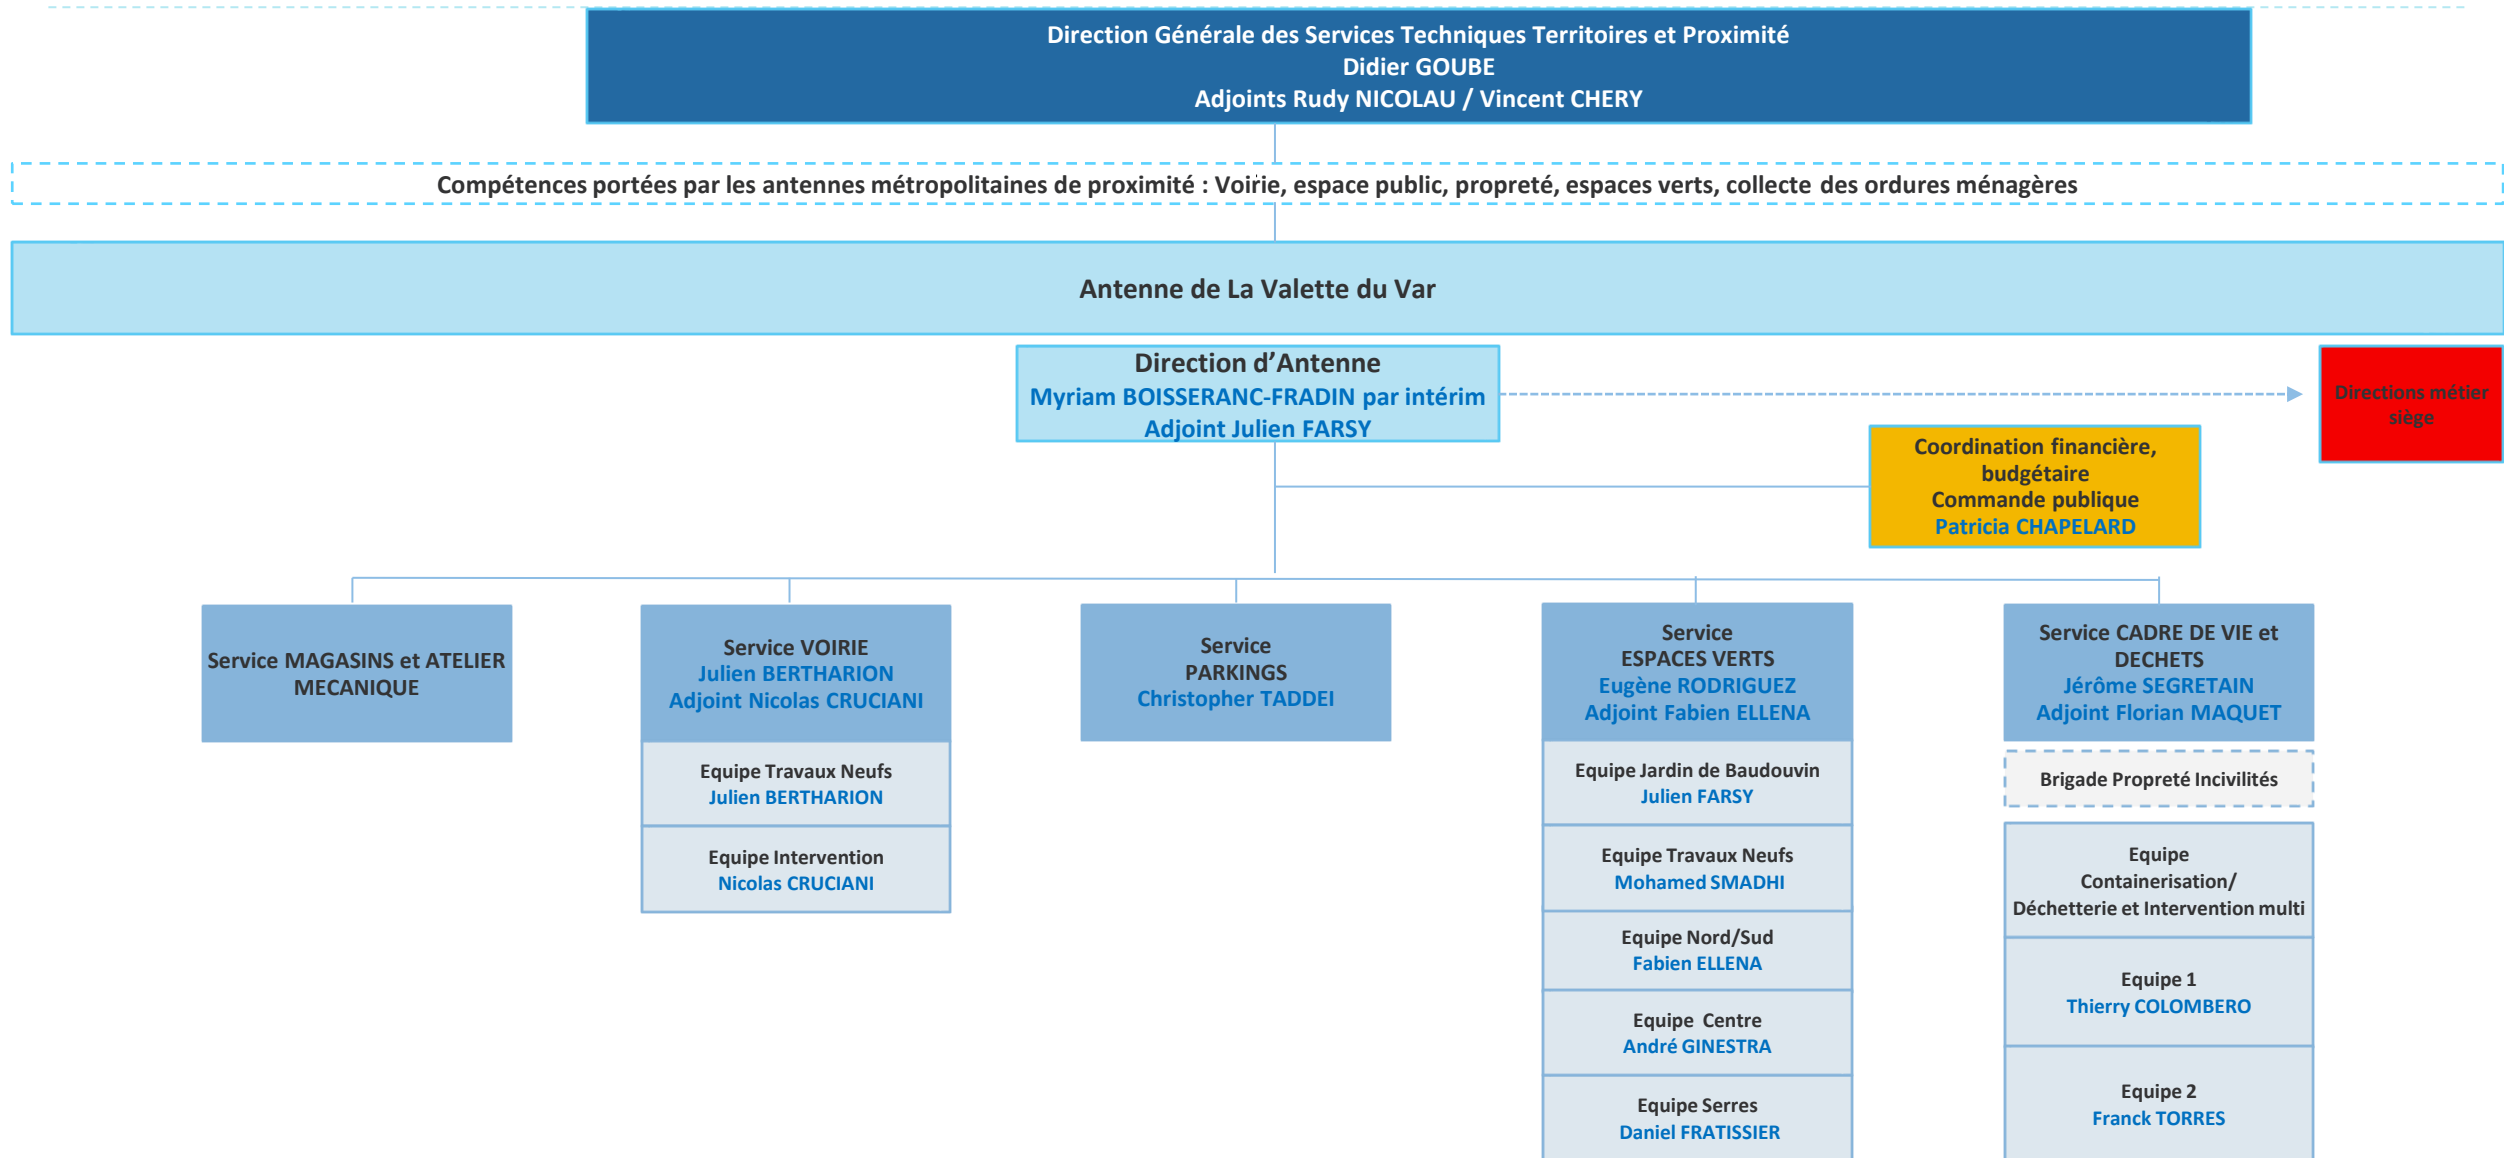 Direction Générale des Services Techniques Territoires et Proximité
Didier GOUBE
Adjoints Rudy NICOLAU / Vincent CHERY
Compétences portées par les antennes métropolitaines de proximité : Voirie, espace public, propreté, espaces verts, collecte des ordures ménagères
Antenne de La Valette du Var
Direction d’Antenne
Myriam BOISSERANC-FRADIN par intérim
Adjoint Julien FARSY
Directions métier
siège
Coordination financière,
budgétaire
Commande publique
Patricia CHAPELARD
Service MAGASINS et ATELIER
MECANIQUE
Service VOIRIE
Julien BERTHARION
Adjoint Nicolas CRUCIANI
Equipe Travaux Neufs
Julien BERTHARION
Equipe Intervention
Nicolas CRUCIANI
Service
PARKINGS
Christopher TADDEI
Service
ESPACES VERTS
Eugène RODRIGUEZ
Adjoint Fabien ELLENA
Equipe Jardin de Baudouvin
Julien FARSY
Equipe Travaux Neufs
Mohamed SMADHI
Equipe Nord/Sud
Fabien ELLENA
Equipe Centre
André GINESTRA
Equipe Serres
Daniel FRATISSIER
Service CADRE DE VIE et
DECHETS
Jérôme SEGRETAIN
Adjoint Florian MAQUET
Brigade Propreté Incivilités
Equipe
Containerisation/
Déchetterie et Intervention multi
Equipe 1
Thierry COLOMBERO
Equipe 2
Franck TORRES